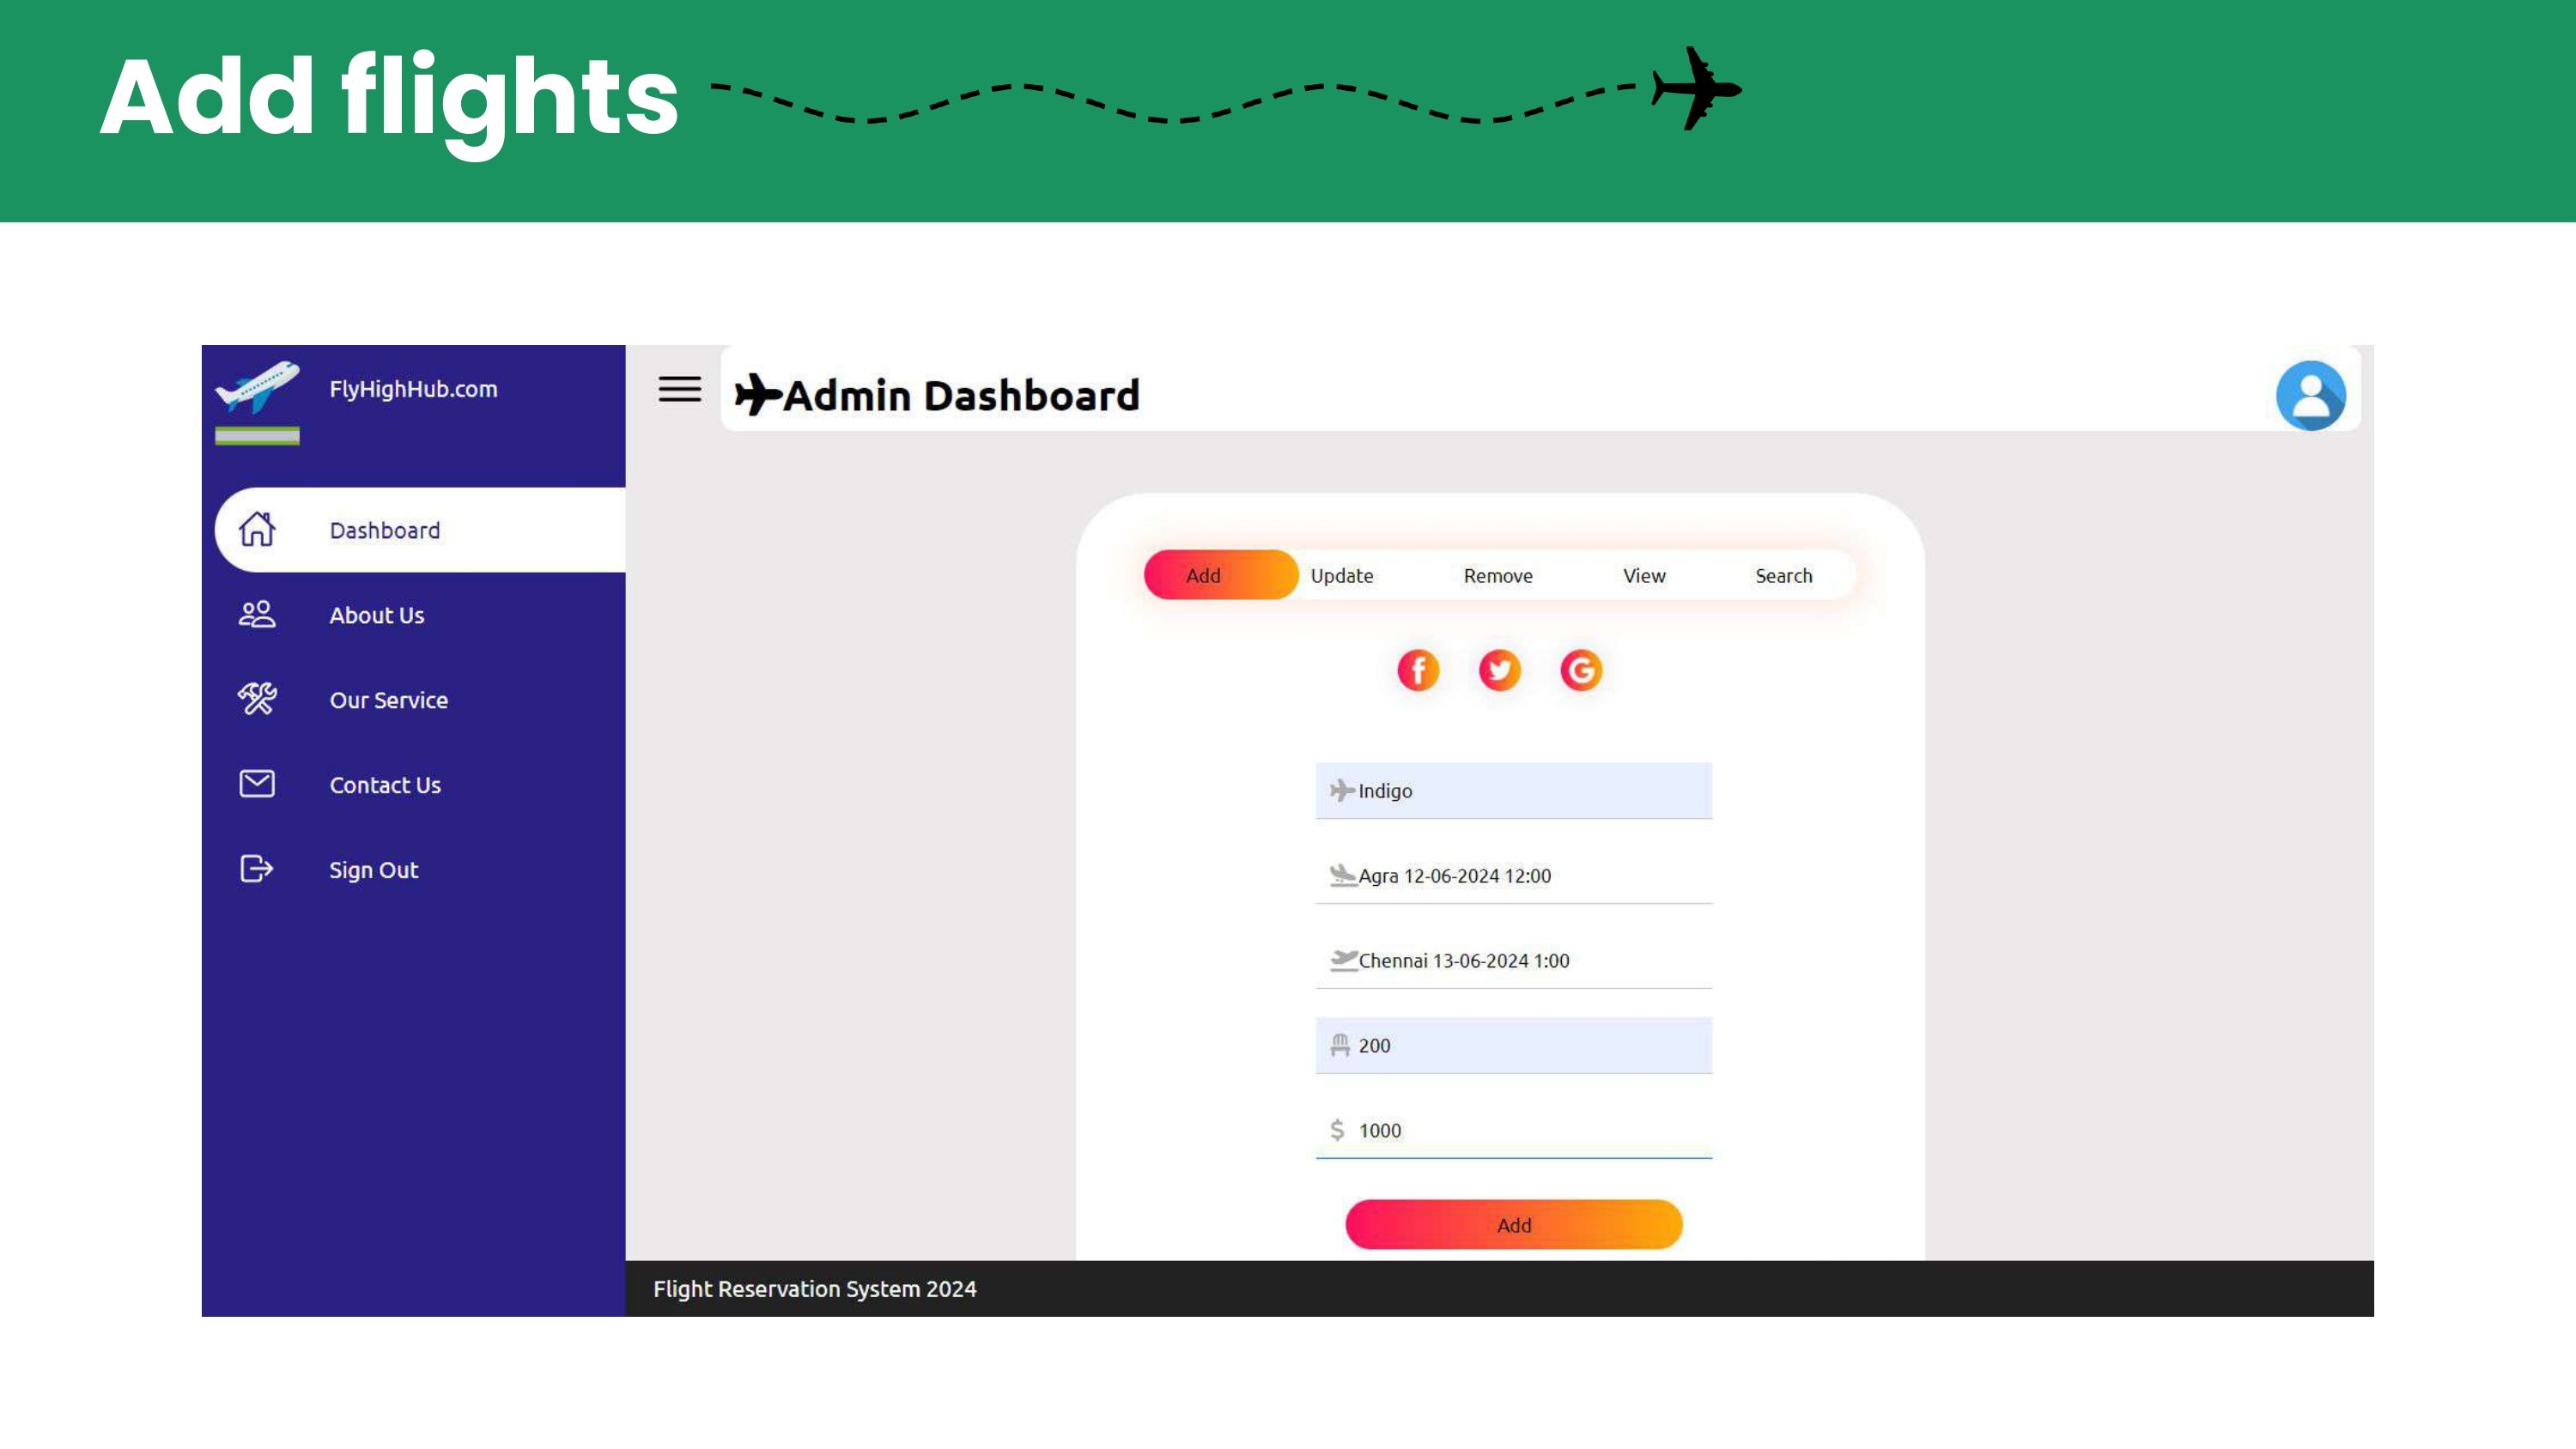 Add flights
FlyHighHub.com
Admin Dashboard
Dashboard
About Us
Our Service
Contact Us
Sign Out
Add Update Remove View Search
Indigo
Agra 12-06-2024 12:00
Chennai 13-06-2024 1:00
200
$ 1000
Add
Flight Reservation System 2024